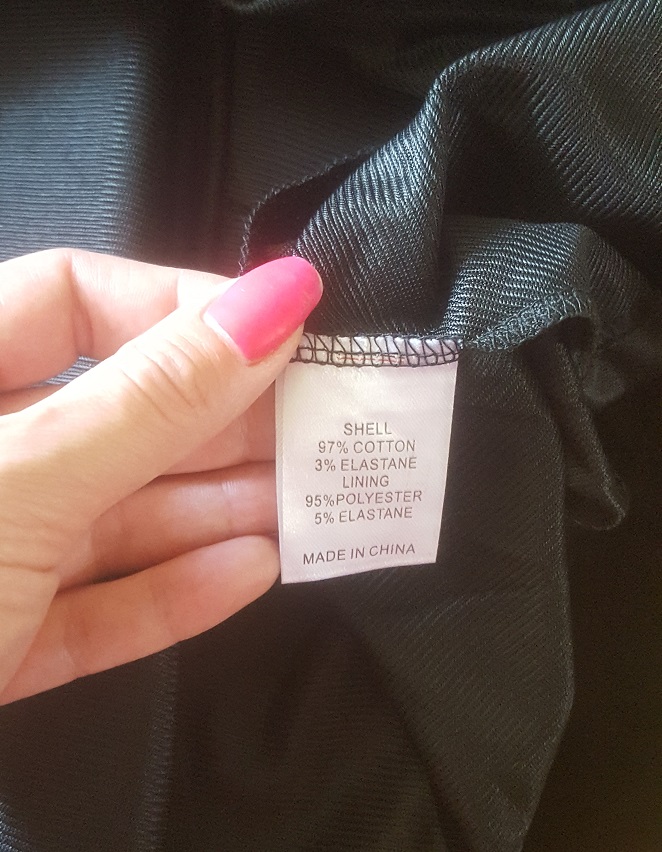 SHELL
97% COTTON
3% ELASTANE
LINING
95%POLYESTER
5% ELASTANE
MADE IN CHINA